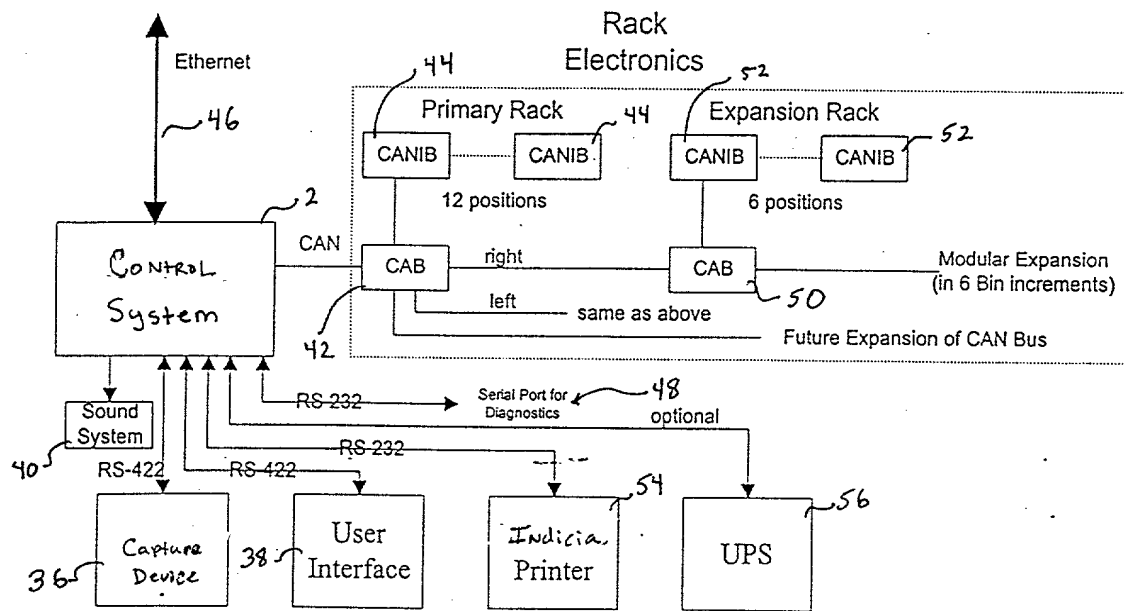 Rack
Electronics
Ethernet
46
44
Primary Rack
44
52
Expansion Rack
52
CANIB
CANIB
CANIB
CANIB
12 positions
6 positions
2
CAN
CONTROL
System
CAB
right
CAB
50
Modular Expansion
(in 6 Bin increments)
left
same as above
42
Future Expansion of CAN Bus
RS-232
Serial Port for
Diagnostics
48
optional
Sound
System
40
RS-232
RS-422
RS-422
54
56
Capture
Device
36
User
Interface
38
Indicia
Printer
UPS